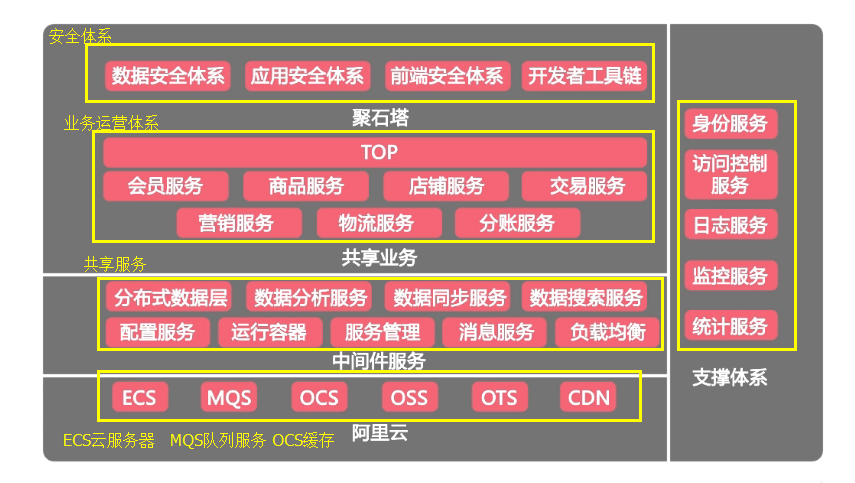 安全体系
数据安全体系 应用安全体系 前端安全体系 开发者工具链
聚石塔
业务运营体系
TOP
会员服务 商品服务 店铺服务 交易服务
营销服务 物流服务 分账服务
共享业务
共享服务
分布式数据层 数据分析服务 数据同步服务 数据搜索服务
配置服务 运行容器 服务管理 消息服务 负载均衡
中间件服务
ECS MQS OCS OSS OTS CDN
阿里云
ECS云服务器 MQS队列服务 OCS缓存
身份服务
访问控制
服务
日志服务
监控服务
统计服务
支撑体系